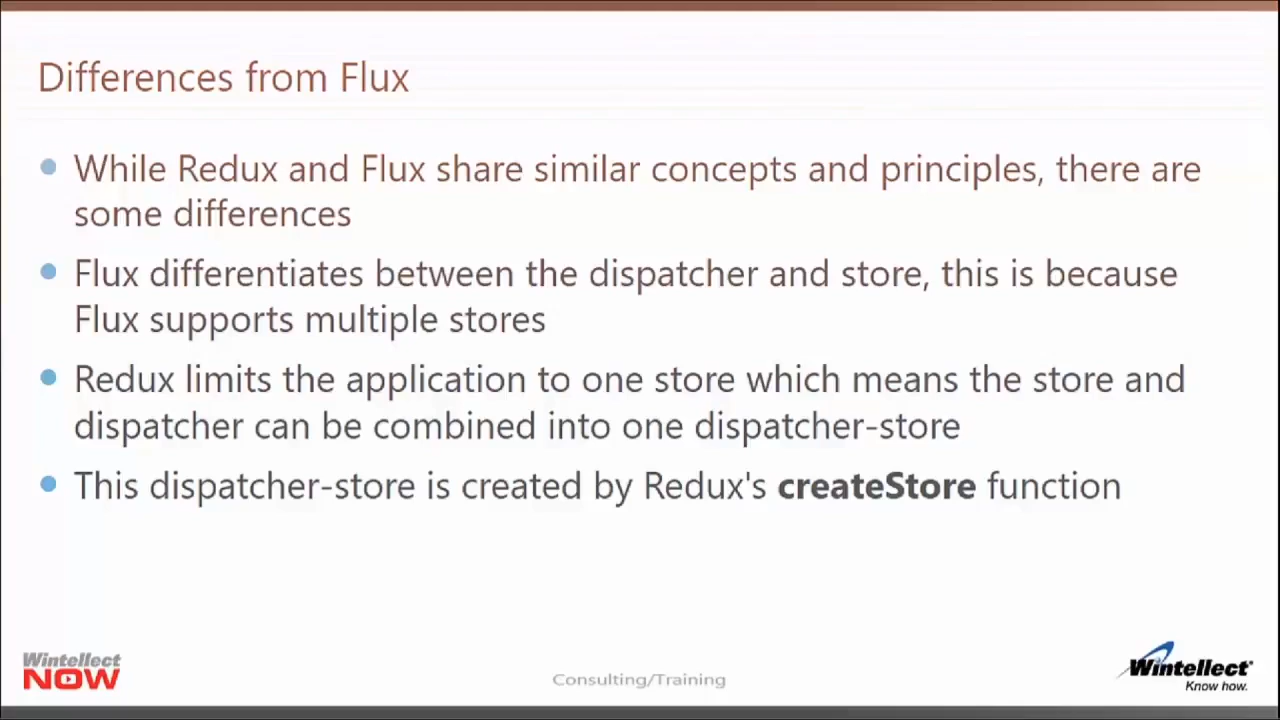 Differences from Flux
While Redux and Flux share similar concepts and principles, there are
some differences
Flux differentiates between the dispatcher and store, this is because
Flux supports multiple stores
Redux limits the application to one store which means the store and
dispatcher can be combined into one dispatcher-store
This dispatcher-store is created by Redux's createStore function
Wintellect
NOW
Consulting/Training
Wintellect
Know how.